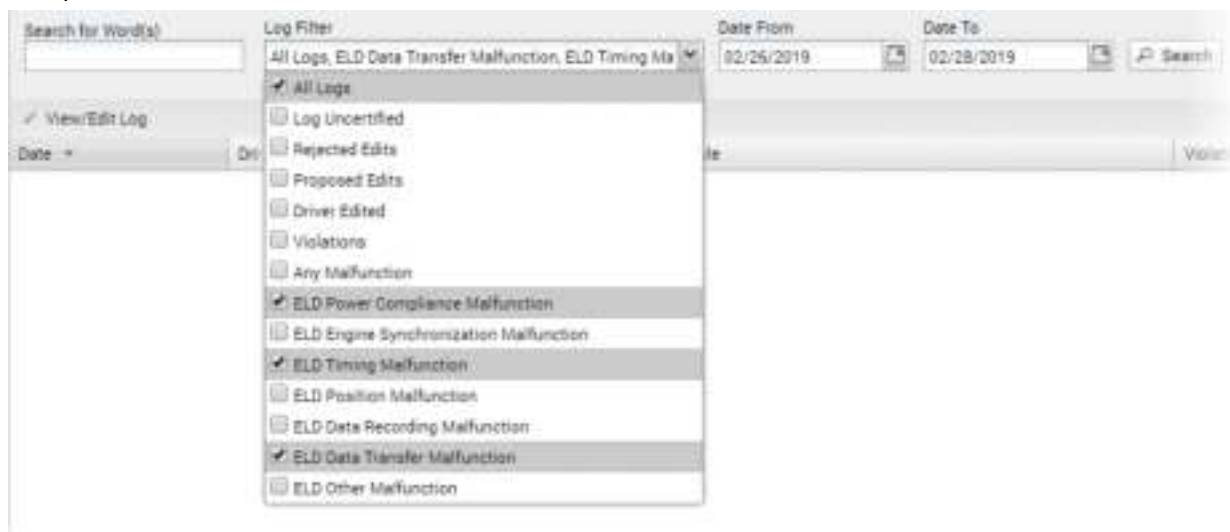 Search for Word(s)
Log Filter
Date From
Date To
All Logs, ELD Data Transfer Malfunction, ELD Timing Ma
02/26/2019
02/28/2019
Search
All Logs
Log Uncertified
Rejected Edits
Proposed Edits
Driver Edited
Violations
Any Malfunction
ELD Power Compliance Malfunction
ELD Engine Synchronization Malfunction
ELD Timing Malfunction
ELD Position Malfunction
ELD Data Recording Malfunction
ELD Data Transfer Malfunction
ELD Other Malfunction
View/Edit Log
Date